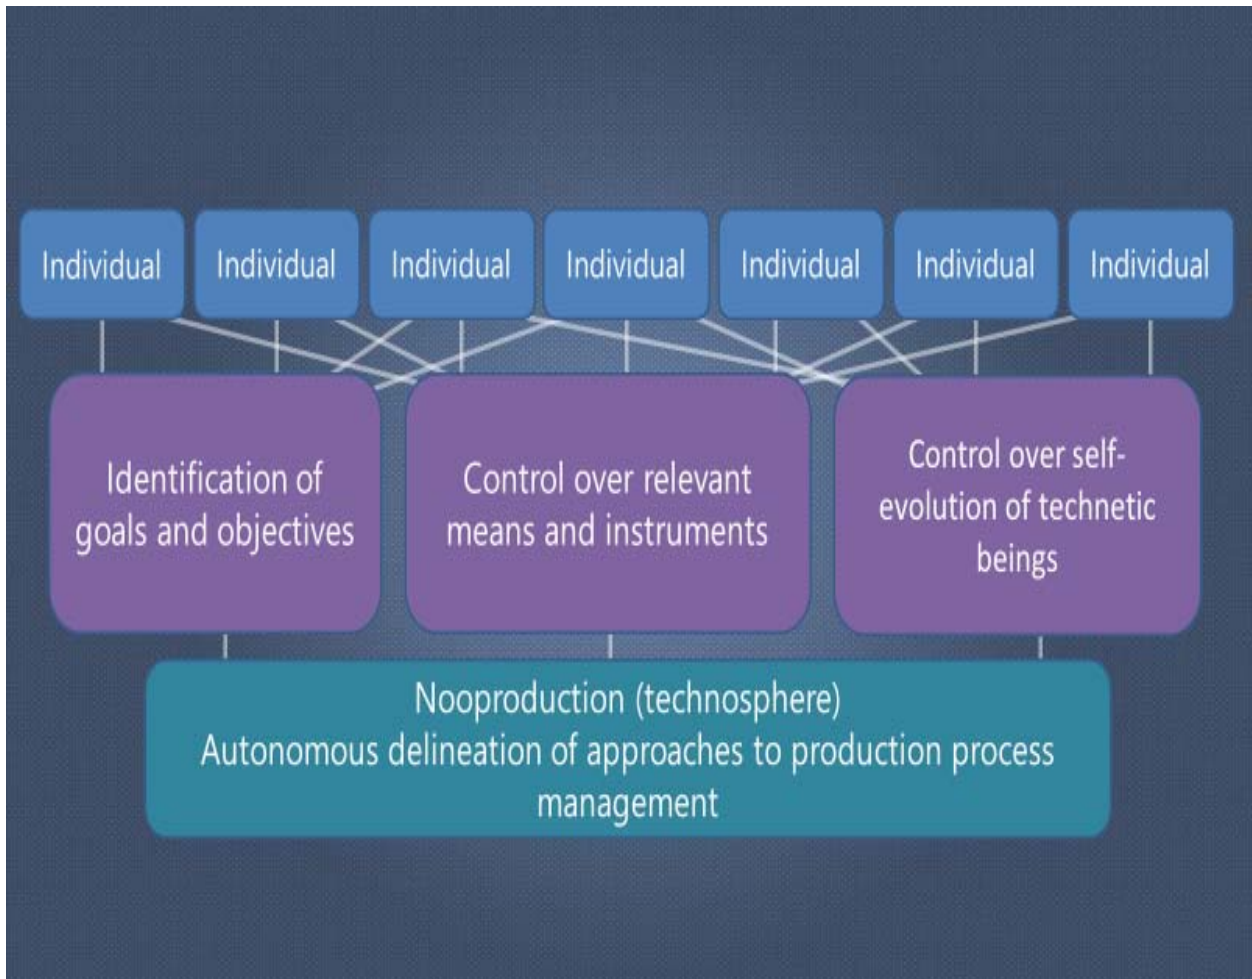 Individual
Individual
Individual
Individual
Individual
Individual
Individual
Identification of
goals and objectives
Control over relevant
means and instruments
Control over self-
evolution of technetic
beings
Nooproduction (technosphere)
Autonomous delineation of approaches to production process
management